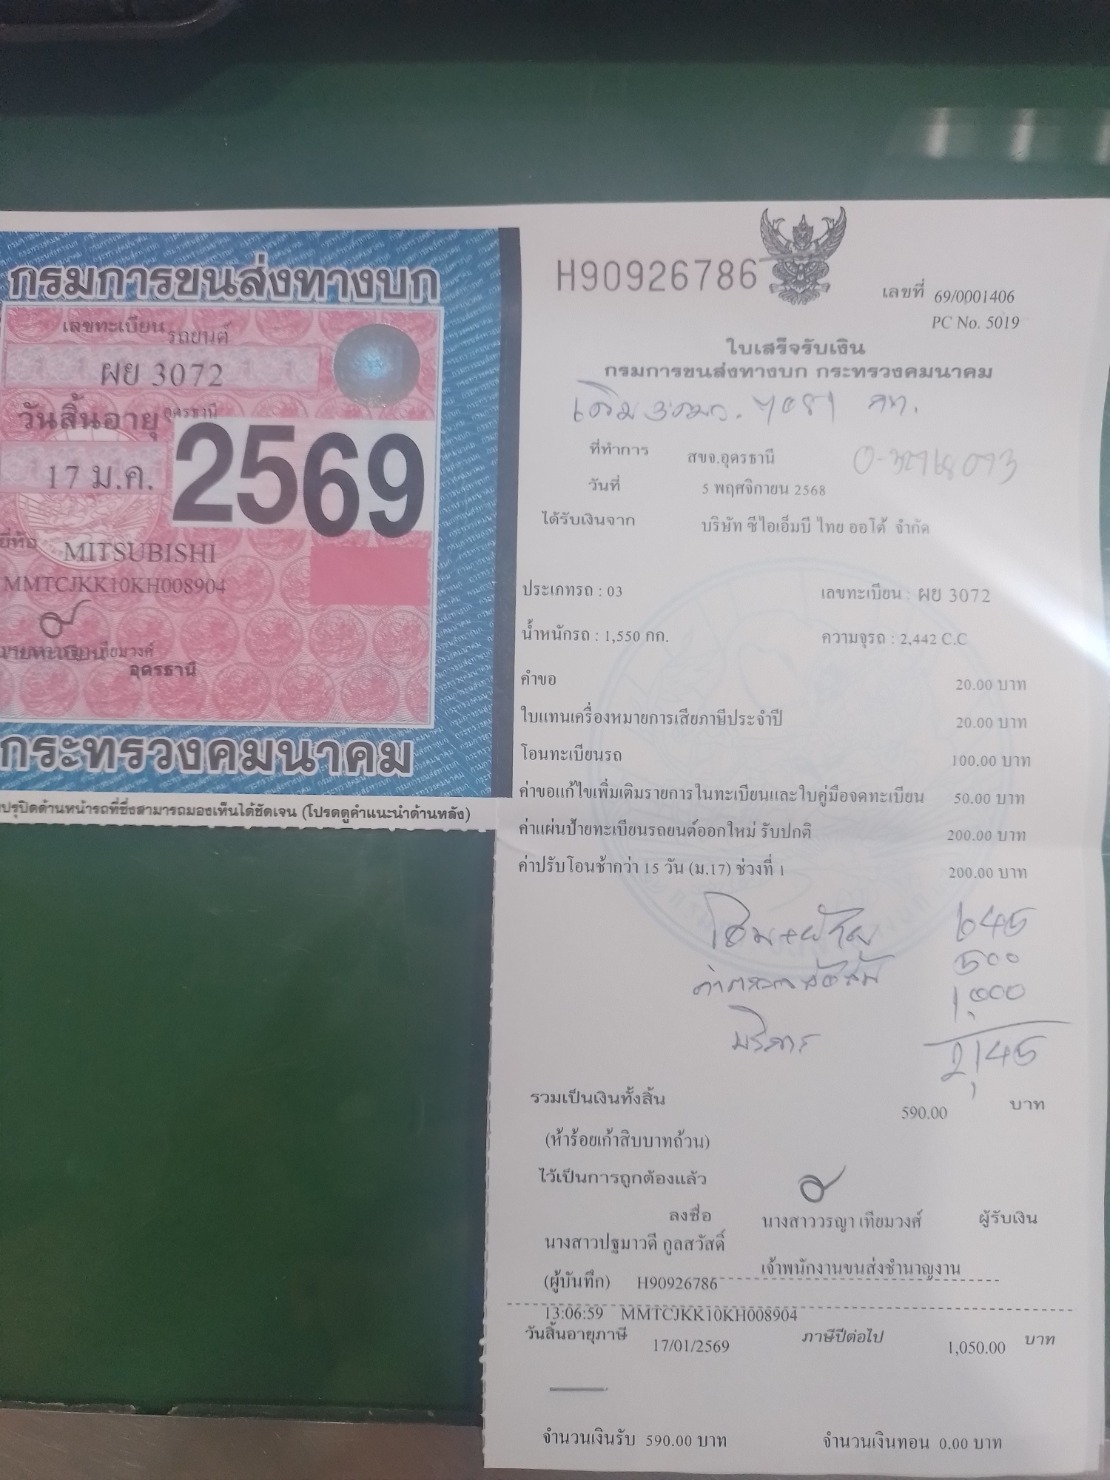 กรมการขนส่งทางบก
เลขทะเบียน รถยนต์
ผย 3072
วันสิ้นอายุ อุดรธานี
17 ม.ค. 2569
ยี่ห้อ MITSUBISHI
MMTCJKK10KH008904
อุดรธานี
กระทรวงคมนาคม
ปรุปิดด้านหน้ารถที่ซึ่งสามารถมองเห็นได้ชัดเจน (โปรดดูคำแนะนำด้านหลัง)
H90926786
เลขที่ 69/0001406
PC No. 5019
ใบเสร็จรับเงิน
กรมการขนส่งทางบก กระทรวงคมนาคม
เดิม
ที่ทำการ สขจ.อุดรธานี
วันที่ 5 พฤศจิกายน 2568
ได้รับเงินจาก บริษัท ซีไอเอ็มบี ไทย ออโต้ จำกัด
ประเภทรถ : 03 เลขทะเบียน : ผย 3072
น้ำหนักรถ : 1,550 กก. ความจุรถ : 2,442 C.C
คำขอ 20.00 บาท
ใบแทนเครื่องหมายการเสียภาษีประจำปี 20.00 บาท
โอนทะเบียนรถ 100.00 บาท
ค่าขอแก้ไขเพิ่มเติมรายการในทะเบียนและใบคู่มือจดทะเบียน 50.00 บาท
ค่าแผ่นป้ายทะเบียนรถยนต์ออกใหม่ รับปกติ 200.00 บาท
ค่าปรับโอนช้ากว่า 15 วัน (ม.17) ช่วงที่ 1 200.00 บาท
645
500
บริการ 1,000
2,145
รวมเป็นเงินทั้งสิ้น 590.00 บาท
(ห้าร้อยเก้าสิบบาทถ้วน)
ไว้เป็นการถูกต้องแล้ว
ลงชื่อ นางสาววรญา เทียมวงศ์ ผู้รับเงิน
นางสาวปฐมาวดี กูลสวัสดิ์
เจ้าพนักงานขนส่งชำนาญงาน
(ผู้บันทึก) H90926786
13:06:59 MMTCJKK10KH008904
วันสิ้นอายุภาษี 17/01/2569 ภาษีปีต่อไป 1,050.00 บาท
จำนวนเงินรับ 590.00 บาท จำนวนเงินทอน 0.00 บาท